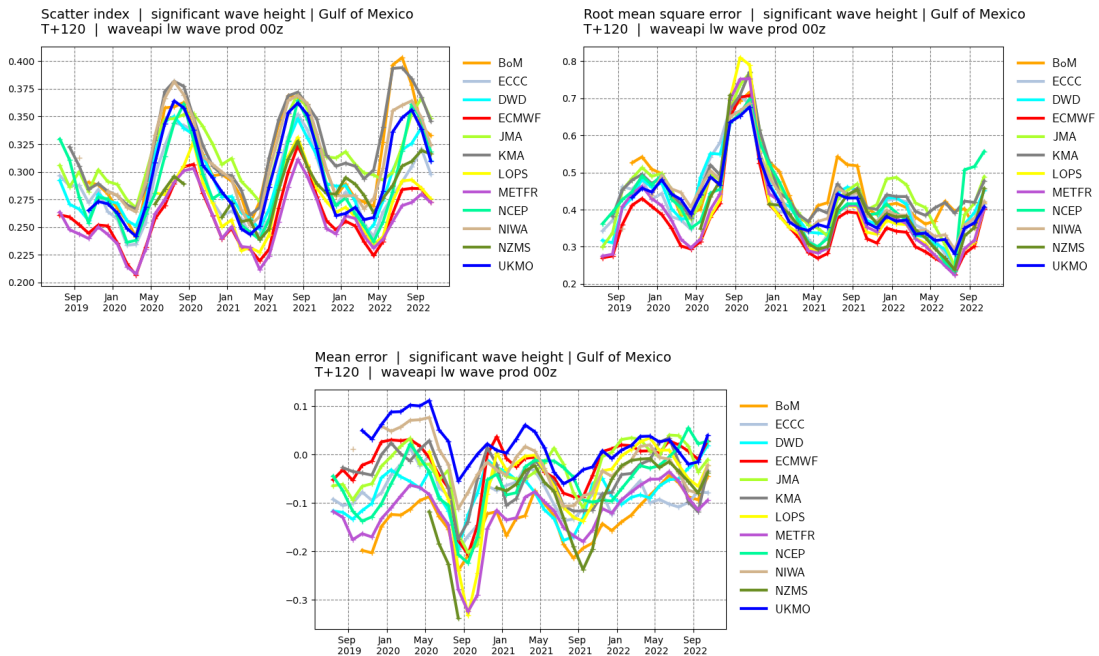 Scatter index | significant wave height | Gulf of Mexico
T+120 | waveapi lw wave prod 00z
0.400
0.375
0.350
0.325
0.300
0.275
0.250
0.225
0.200
Sep Jan May Sep Jan May Sep Jan May Sep
2019 2020 2020 2020 2021 2021 2021 2022 2022 2022
BoM
ECCC
DWD
ECMWF
JMA
KMA
LOPS
METFR
NCEP
NIWA
NZMS
UKMO
Root mean square error | significant wave height | Gulf of Mexico
T+120 | waveapi lw wave prod 00z
0.8
0.7
0.6
0.5
0.4
0.3
0.2
Sep Jan May Sep Jan May Sep Jan May Sep
2019 2020 2020 2020 2021 2021 2021 2022 2022 2022
BoM
ECCC
DWD
ECMWF
JMA
KMA
LOPS
METFR
NCEP
NIWA
NZMS
UKMO
Mean error | significant wave height | Gulf of Mexico
T+120 | waveapi lw wave prod 00z
0.1
0.0
−0.1
−0.2
−0.3
Sep Jan May Sep Jan May Sep Jan May Sep
2019 2020 2020 2020 2021 2021 2021 2022 2022 2022
BoM
ECCC
DWD
ECMWF
JMA
KMA
LOPS
METFR
NCEP
NIWA
NZMS
UKMO